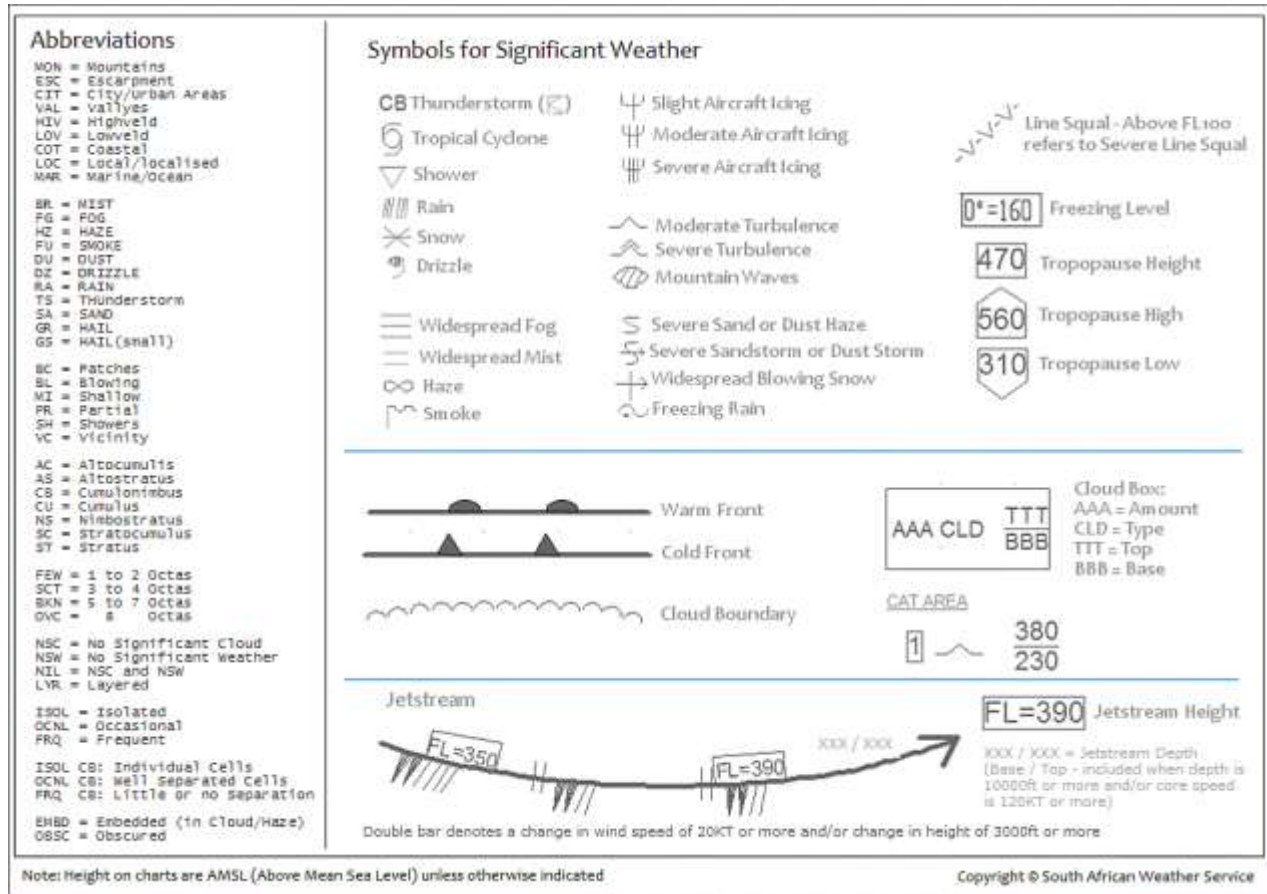 Abbreviations
MON = Mountains
ESC = Escarpment
CIT = City/Urban Areas
VAL = Vallyes
HIV = Highveld
LOV = Lowveld
COT = Coastal
LOC = Local/localised
MAR = Marine/Ocean
BR = MIST
FG = FOG
HZ = HAZE
FU = SMOKE
DU = DUST
DZ = DRIZZLE
RA = RAIN
TS = THunderstorm
SA = SAND
GR = HAIL
GS = HAIL(small)
BC = Patches
BL = Blowing
MI = Shallow
PR = Partial
SH = Showers
VC = Vicinity
AC = Altocumulis
AS = Altostratus
CB = Cumulonimbus
CU = Cumulus
NS = Nimbostratus
SC = Stratocumulus
ST = Stratus
FEW = 1 to 2 Octas
SCT = 3 to 4 Octas
BKN = 5 to 7 Octas
OVC = 8 Octas
NSC = No Significant Cloud
NSW = No Significant Weather
NIL = NSC and NSW
LYR = Layered
ISOL = Isolated
OCNL = Occasional
FRQ = Frequent
ISOL CB: Individual Cells
OCNL CB: Well Separated Cells
FRQ CB: Little or no Separation
EMBD = Embedded (in Cloud/Haze)
OBSC = Obscured
Symbols for Significant Weather
CB Thunderstorm
Tropical Cyclone
Shower
Rain
Snow
Drizzle
Widespread Fog
Widespread Mist
Haze
Smoke
Slight Aircraft Icing
Moderate Aircraft Icing
Severe Aircraft Icing
Moderate Turbulence
Severe Turbulence
Mountain Waves
Severe Sand or Dust Haze
Severe Sandstorm or Dust Storm
Widespread Blowing Snow
Freezing Rain
Line Squal - Above FL100
refers to Severe Line Squal
0°=160 Freezing Level
470 Tropopause Height
560 Tropopause High
310 Tropopause Low
Warm Front
Cold Front
Cloud Boundary
AAA CLD TTT
BBB
Cloud Box:
AAA = Amount
CLD = Type
TTT = Top
BBB = Base
CAT AREA
1 380
230
Jetstream
FL=350
FL=390
XXX / XXX
FL=390 Jetstream Height
XXX / XXX = Jetstream Depth
(Base / Top - included when depth is
10000ft or more and/or core speed
is 120KT or more)
Double bar denotes a change in wind speed of 20KT or more and/or change in height of 3000ft or more
Note: Height on charts are AMSL (Above Mean Sea Level) unless otherwise indicated
Copyright © South African Weather Service